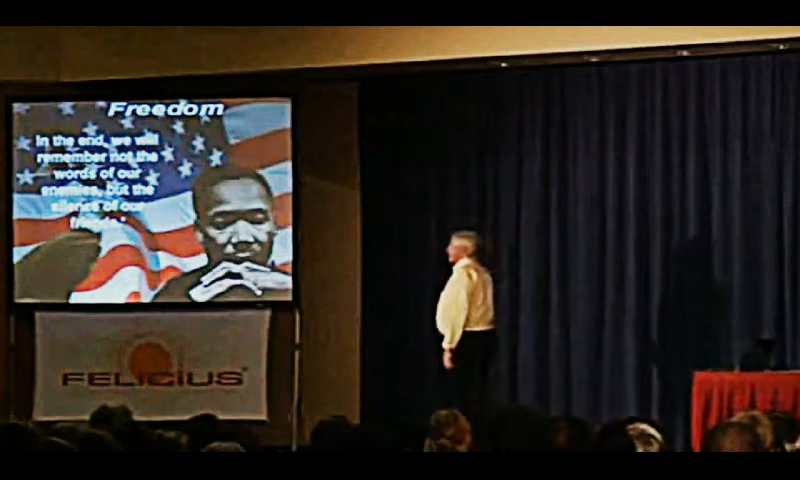 Freedom
In the end, we will
remember not the
words of our
enemies, but the
silence of our
friends."
FELICIUS